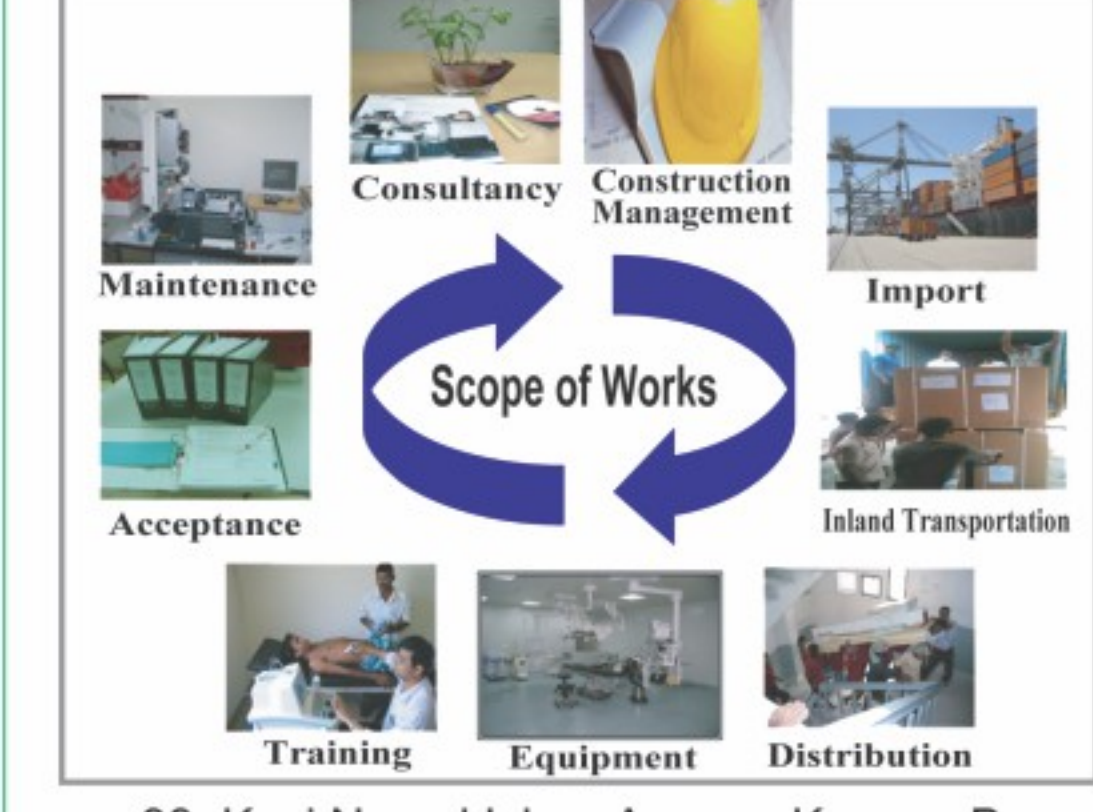 Consultancy
Construction
Management
Maintenance
Import
Scope of Works
Acceptance
Inland Transportation
Training
Equipment
Distribution